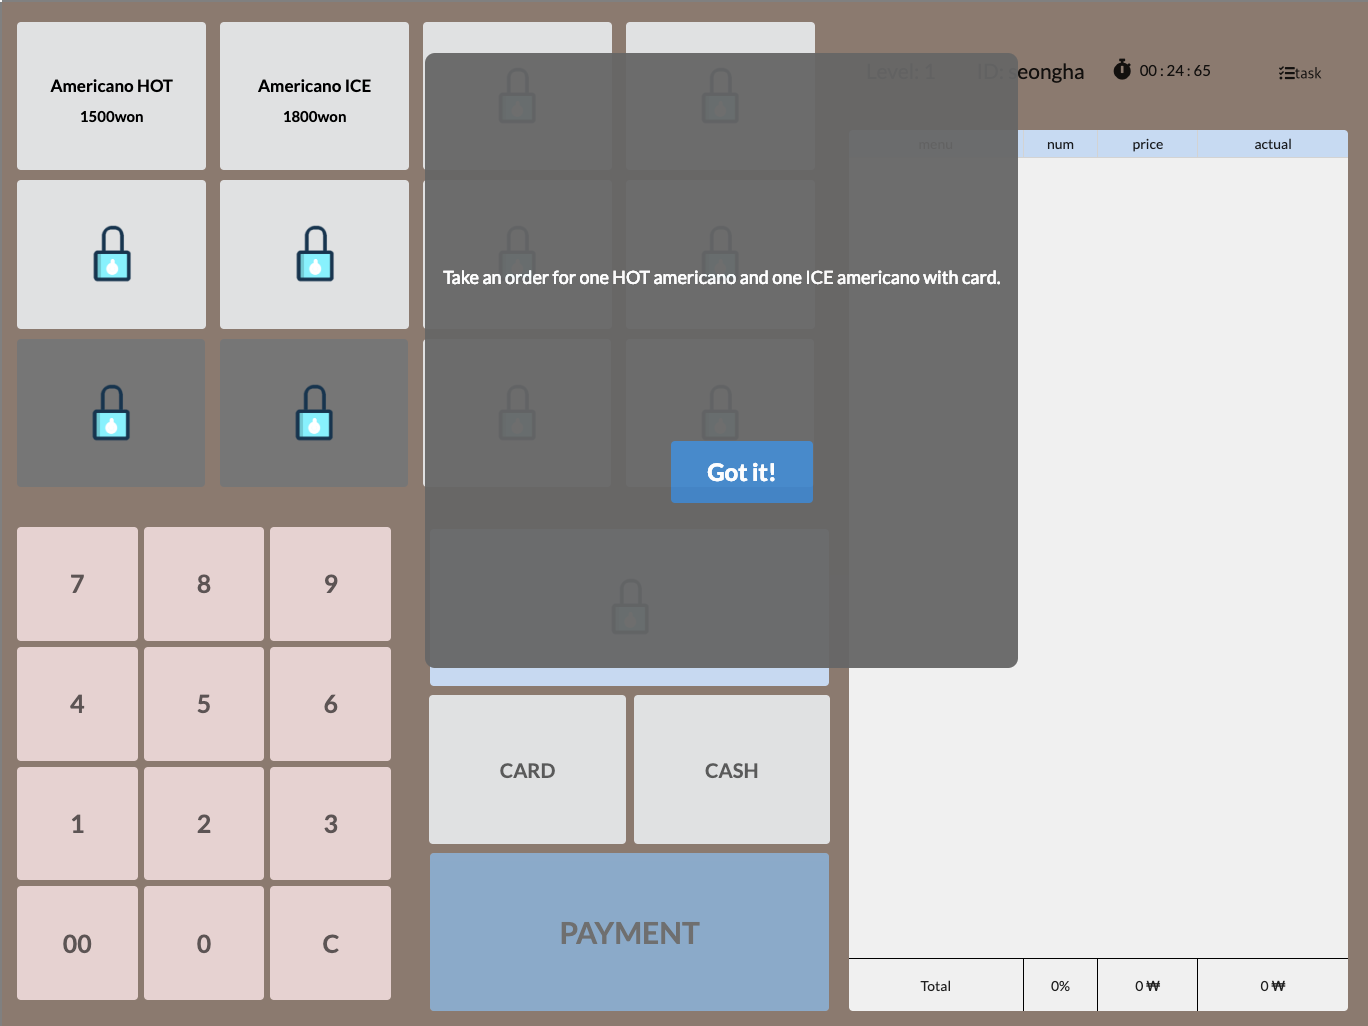 Americano HOT
1500won
Americano ICE
1800won
Level: 1
ID: seongha
00 : 24 : 65
task
menu
num
price
actual
Take an order for one HOT americano and one ICE americano with card.
Got it!
7
8
9
4
5
6
1
2
3
00
0
C
CARD
CASH
PAYMENT
Total
0%
0 ₩
0 ₩